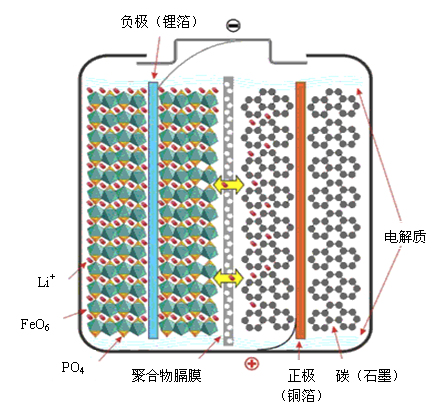 负极（锂箔）
⊖
电解质
Li⁺
FeO₆
PO₄
聚合物膈膜
⊕
正极
（铜箔）
碳（石墨）